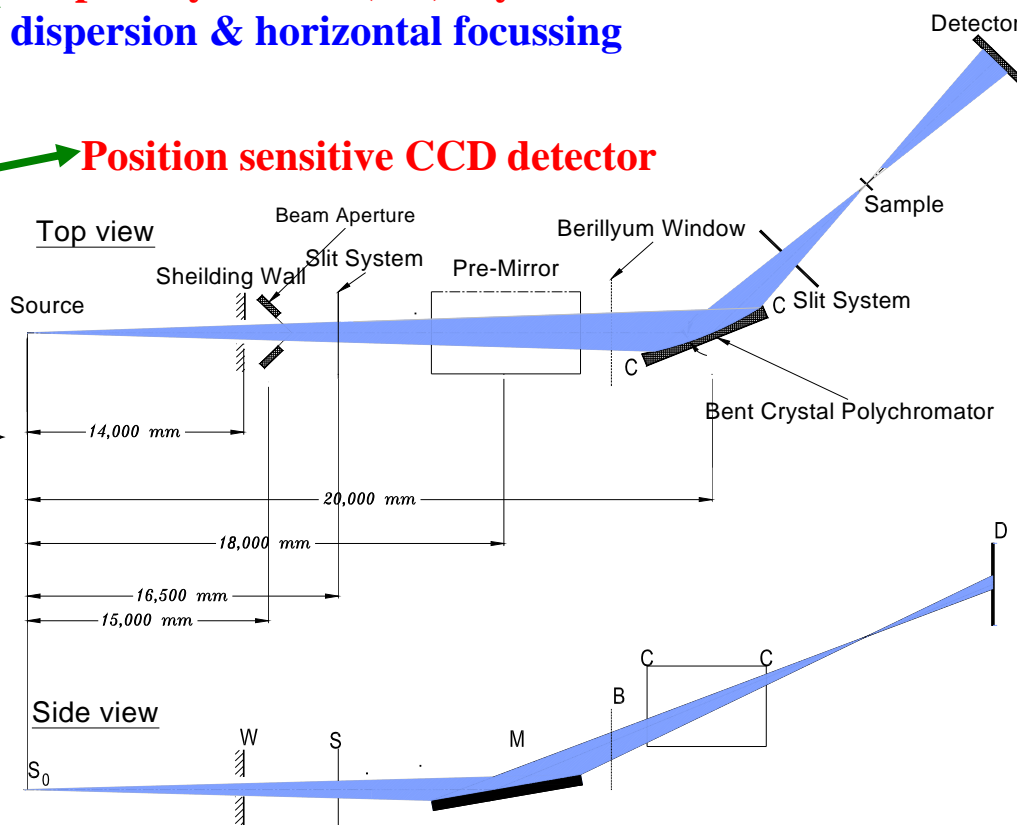 dispersion & horizontal focussing
Detector
Position sensitive CCD detector
Top view
Beam Aperture
Slit System
Sheilding Wall
Pre-Mirror
Berillyum Window
Sample
Source
Slit System
C
C
Bent Crystal Polychromator
14,000 mm
20,000 mm
18,000 mm
16,500 mm
15,000 mm
D
C C
B
Side view
W
S
M
S0